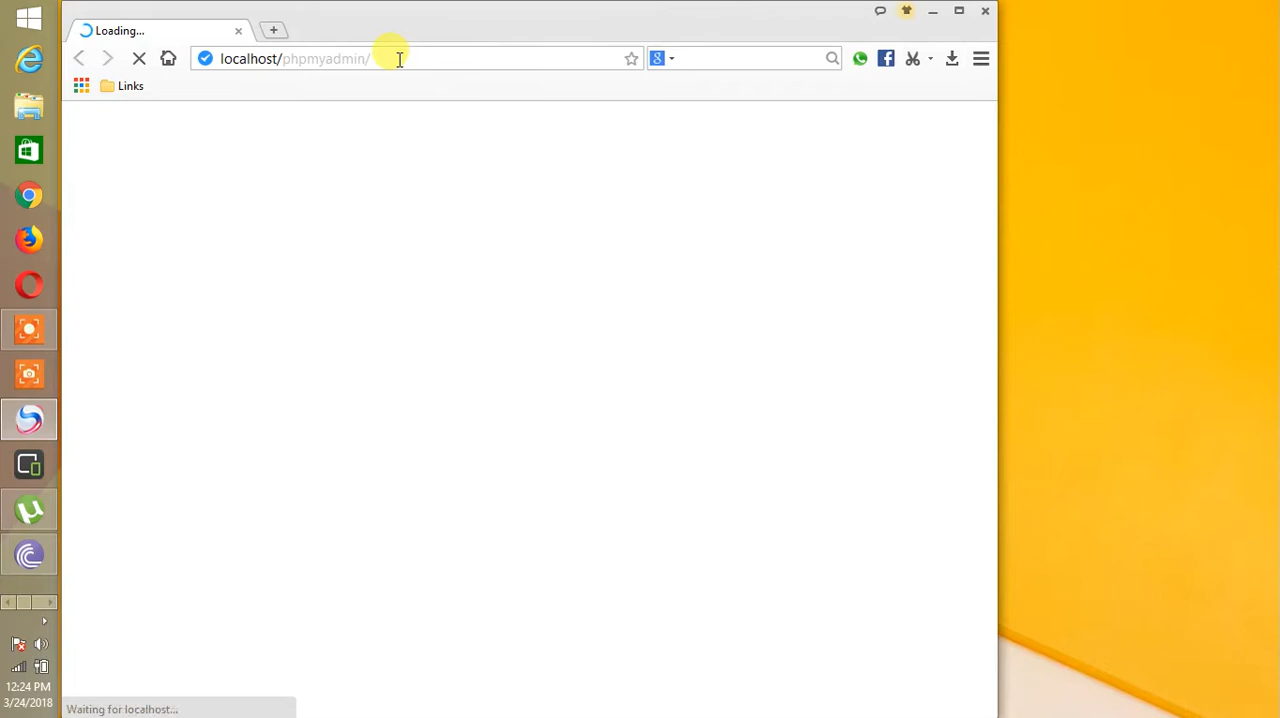 Loading...
localhost/phpmyadmin/
Links
Waiting for localhost...
12:24 PM
3/24/2018